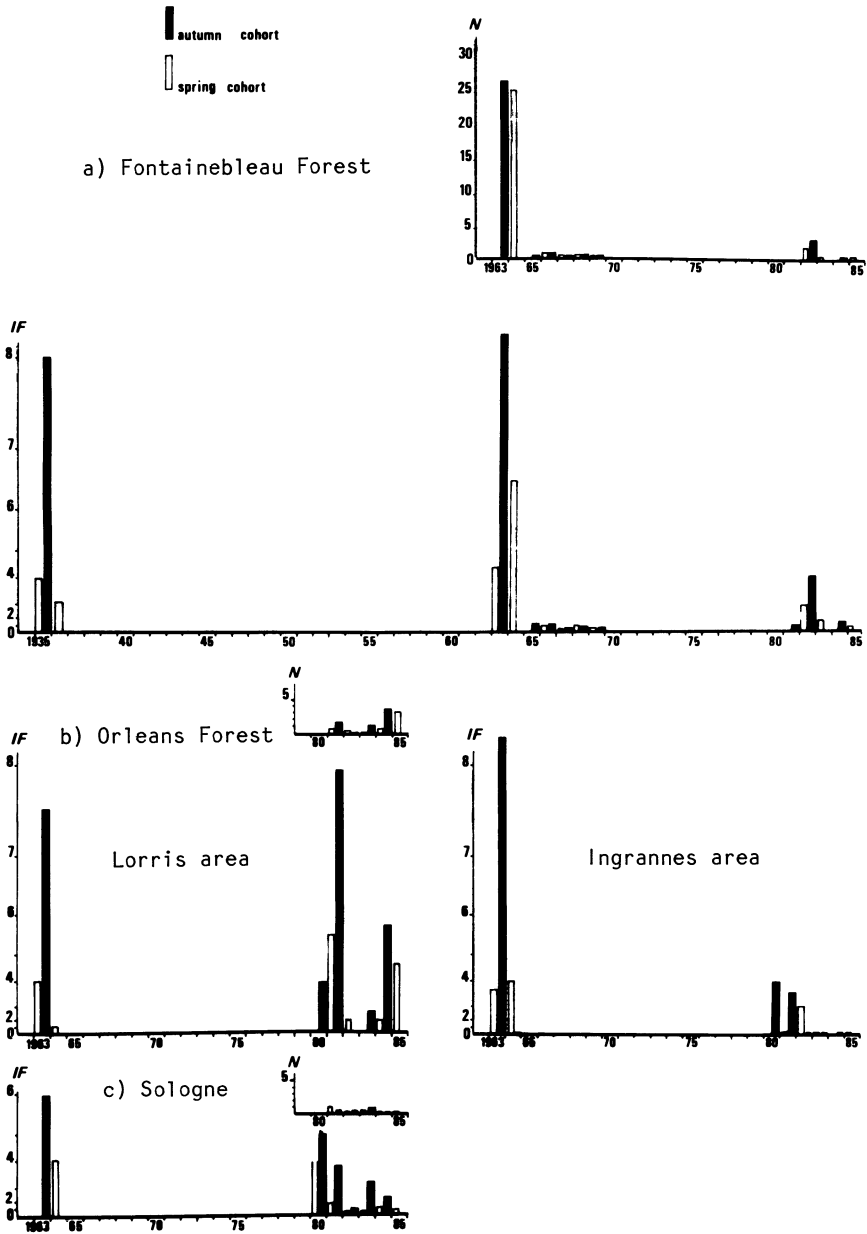 autumn cohort
spring cohort
a) Fontainebleau Forest
N
30
25
20
15
10
5
0
1963 65 70 75 80 85
IF
8
7
6
4
2
0
1935 40 45 50 55 60 65 70 75 80 85
b) Orleans Forest
N
5
80 85
IF
8
7
6
4
2
0
Lorris area
1963 70 75 80 85
IF
8
7
6
4
2
0
Ingrannes area
1963 66 70 75 80 85
c) Sologne
N
5
80 85
IF
6
4
2
0
1963 65 70 75 80 85